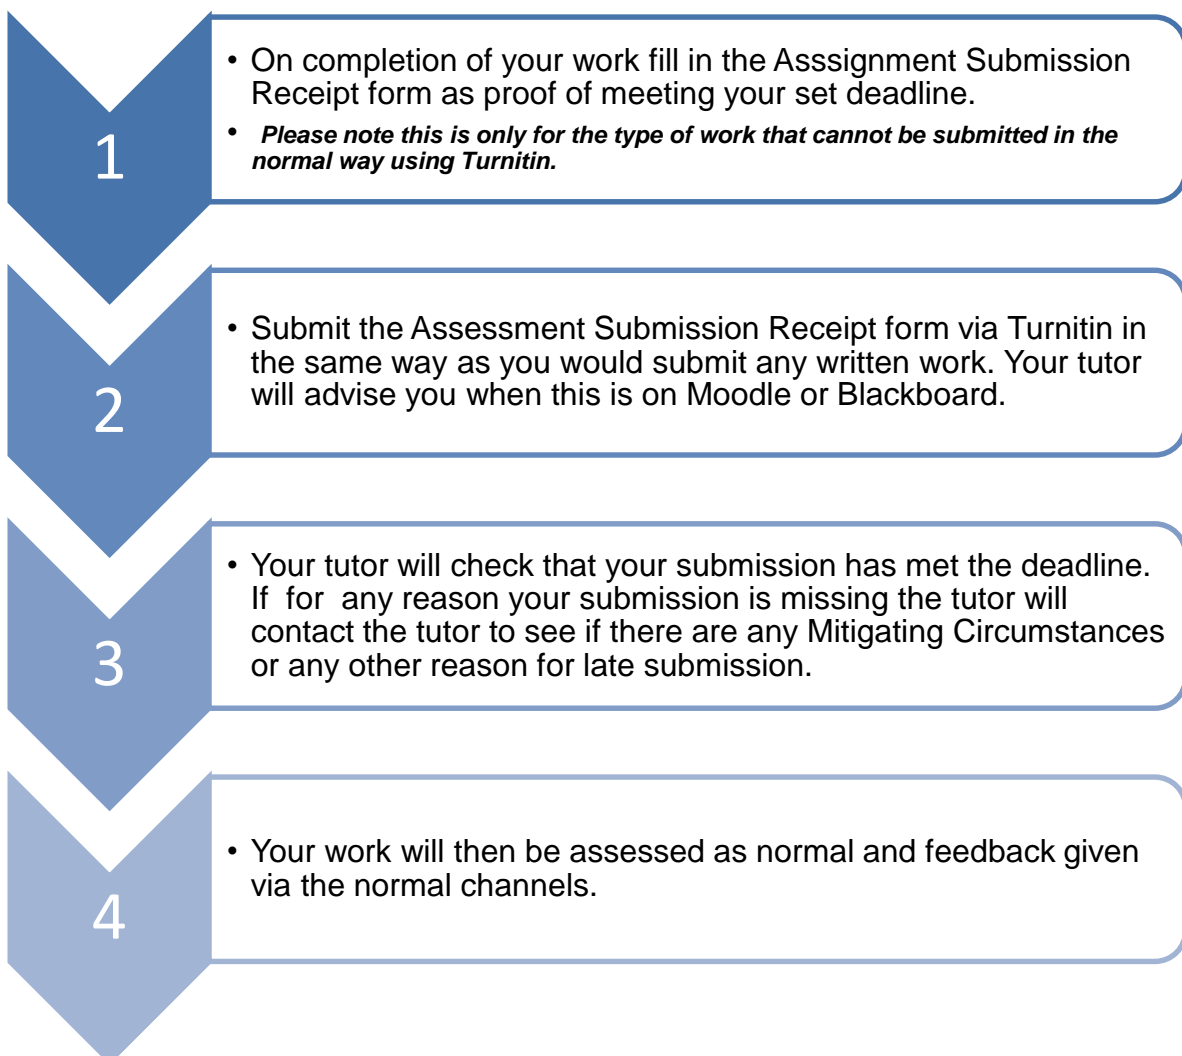 1
• On completion of your work fill in the Asssignment Submission
Receipt form as proof of meeting your set deadline.
• Please note this is only for the type of work that cannot be submitted in the
normal way using Turnitin.
2
• Submit the Assessment Submission Receipt form via Turnitin in
the same way as you would submit any written work. Your tutor
will advise you when this is on Moodle or Blackboard.
3
• Your tutor will check that your submission has met the deadline.
If for any reason your submission is missing the tutor will
contact the tutor to see if there are any Mitigating Circumstances
or any other reason for late submission.
4
• Your work will then be assessed as normal and feedback given
via the normal channels.